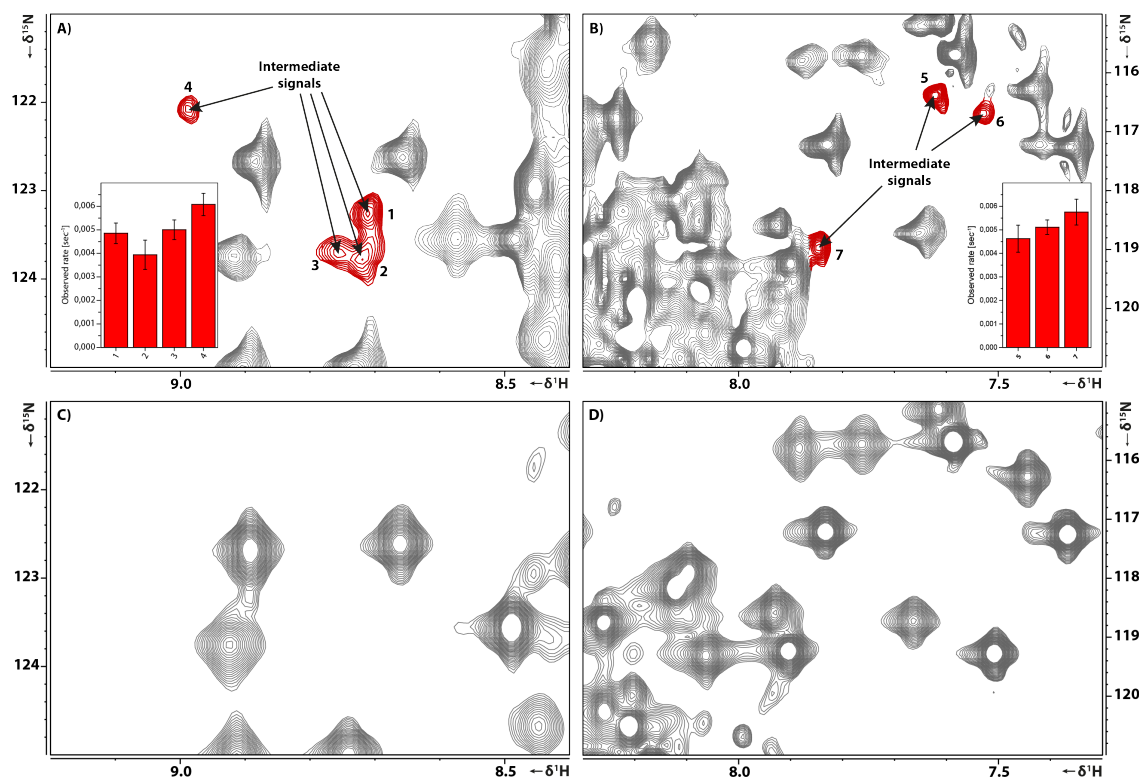 A)
Intermediate
signals
4
1
3
2
← δ¹⁵N
122
123
124
Observed rate [sec⁻¹]
0,006
0,005
0,004
0,002
0,001
0,000
1
2
3
4
9.0
8.5
← δ¹H
B)
5
6
Intermediate
signals
7
← δ¹⁵N
116
117
118
119
120
Observed rate [sec⁻¹]
0,006
0,005
0,004
0,002
0,001
0,000
5
6
7
8.0
7.5
← δ¹H
C)
← δ¹⁵N
122
123
124
9.0
8.5
← δ¹H
D)
← δ¹⁵N
116
117
118
119
120
8.0
7.5
← δ¹H